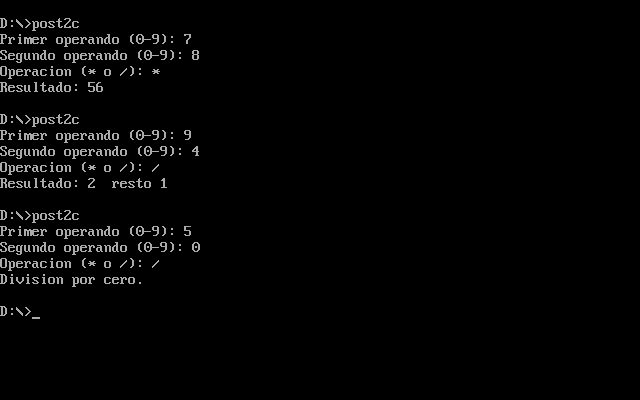 D:\>post2c
Primer operando (0-9): 7
Segundo operando (0-9): 8
Operacion (* o /): *
Resultado: 56
D:\>post2c
Primer operando (0-9): 9
Segundo operando (0-9): 4
Operacion (* o /): /
Resultado: 2  resto 1
D:\>post2c
Primer operando (0-9): 5
Segundo operando (0-9): 0
Operacion (* o /): /
Division por cero.
D:\>_